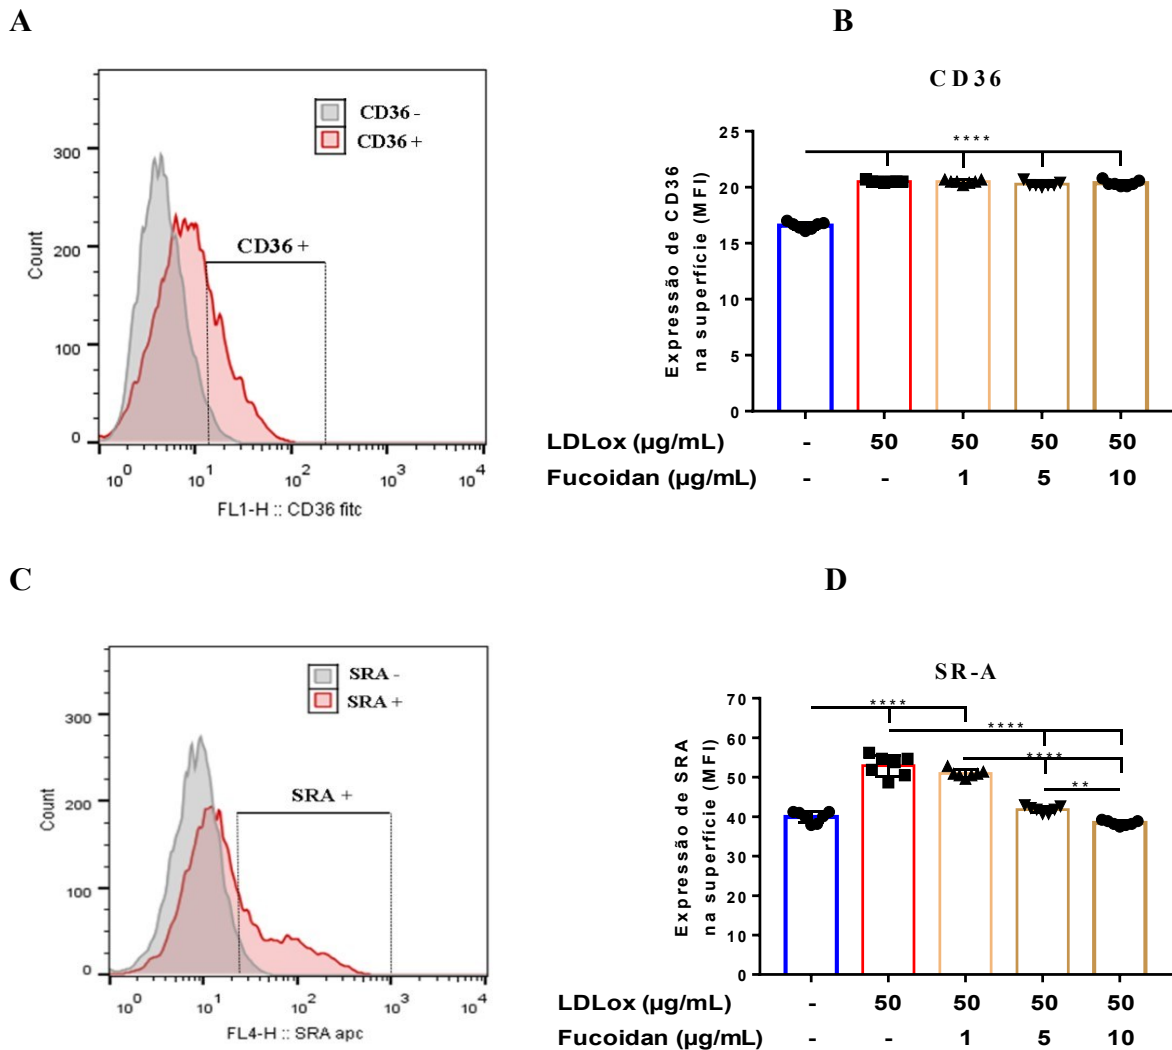 A
B
CD36
CD36 -
CD36 +
CD36 +
Count
300
200
100
0
10^0
10^1
10^2
10^3
10^4
FL1-H :: CD36 fitc
Expressão de CD36
na superfície (MFI)
25
20
15
10
5
0
****
LDLox (µg/mL) - 50 50 50 50
Fucoidan (µg/mL) - - 1 5 10
C
D
SR-A
SRA -
SRA +
SRA +
Count
300
200
100
0
10^0
10^1
10^2
10^3
10^4
FL4-H :: SRA apc
Expressão de SRA
na superfície (MFI)
70
60
50
40
30
20
10
0
****
****
****
**
LDLox (µg/mL) - 50 50 50 50
Fucoidan (µg/mL) - - 1 5 10